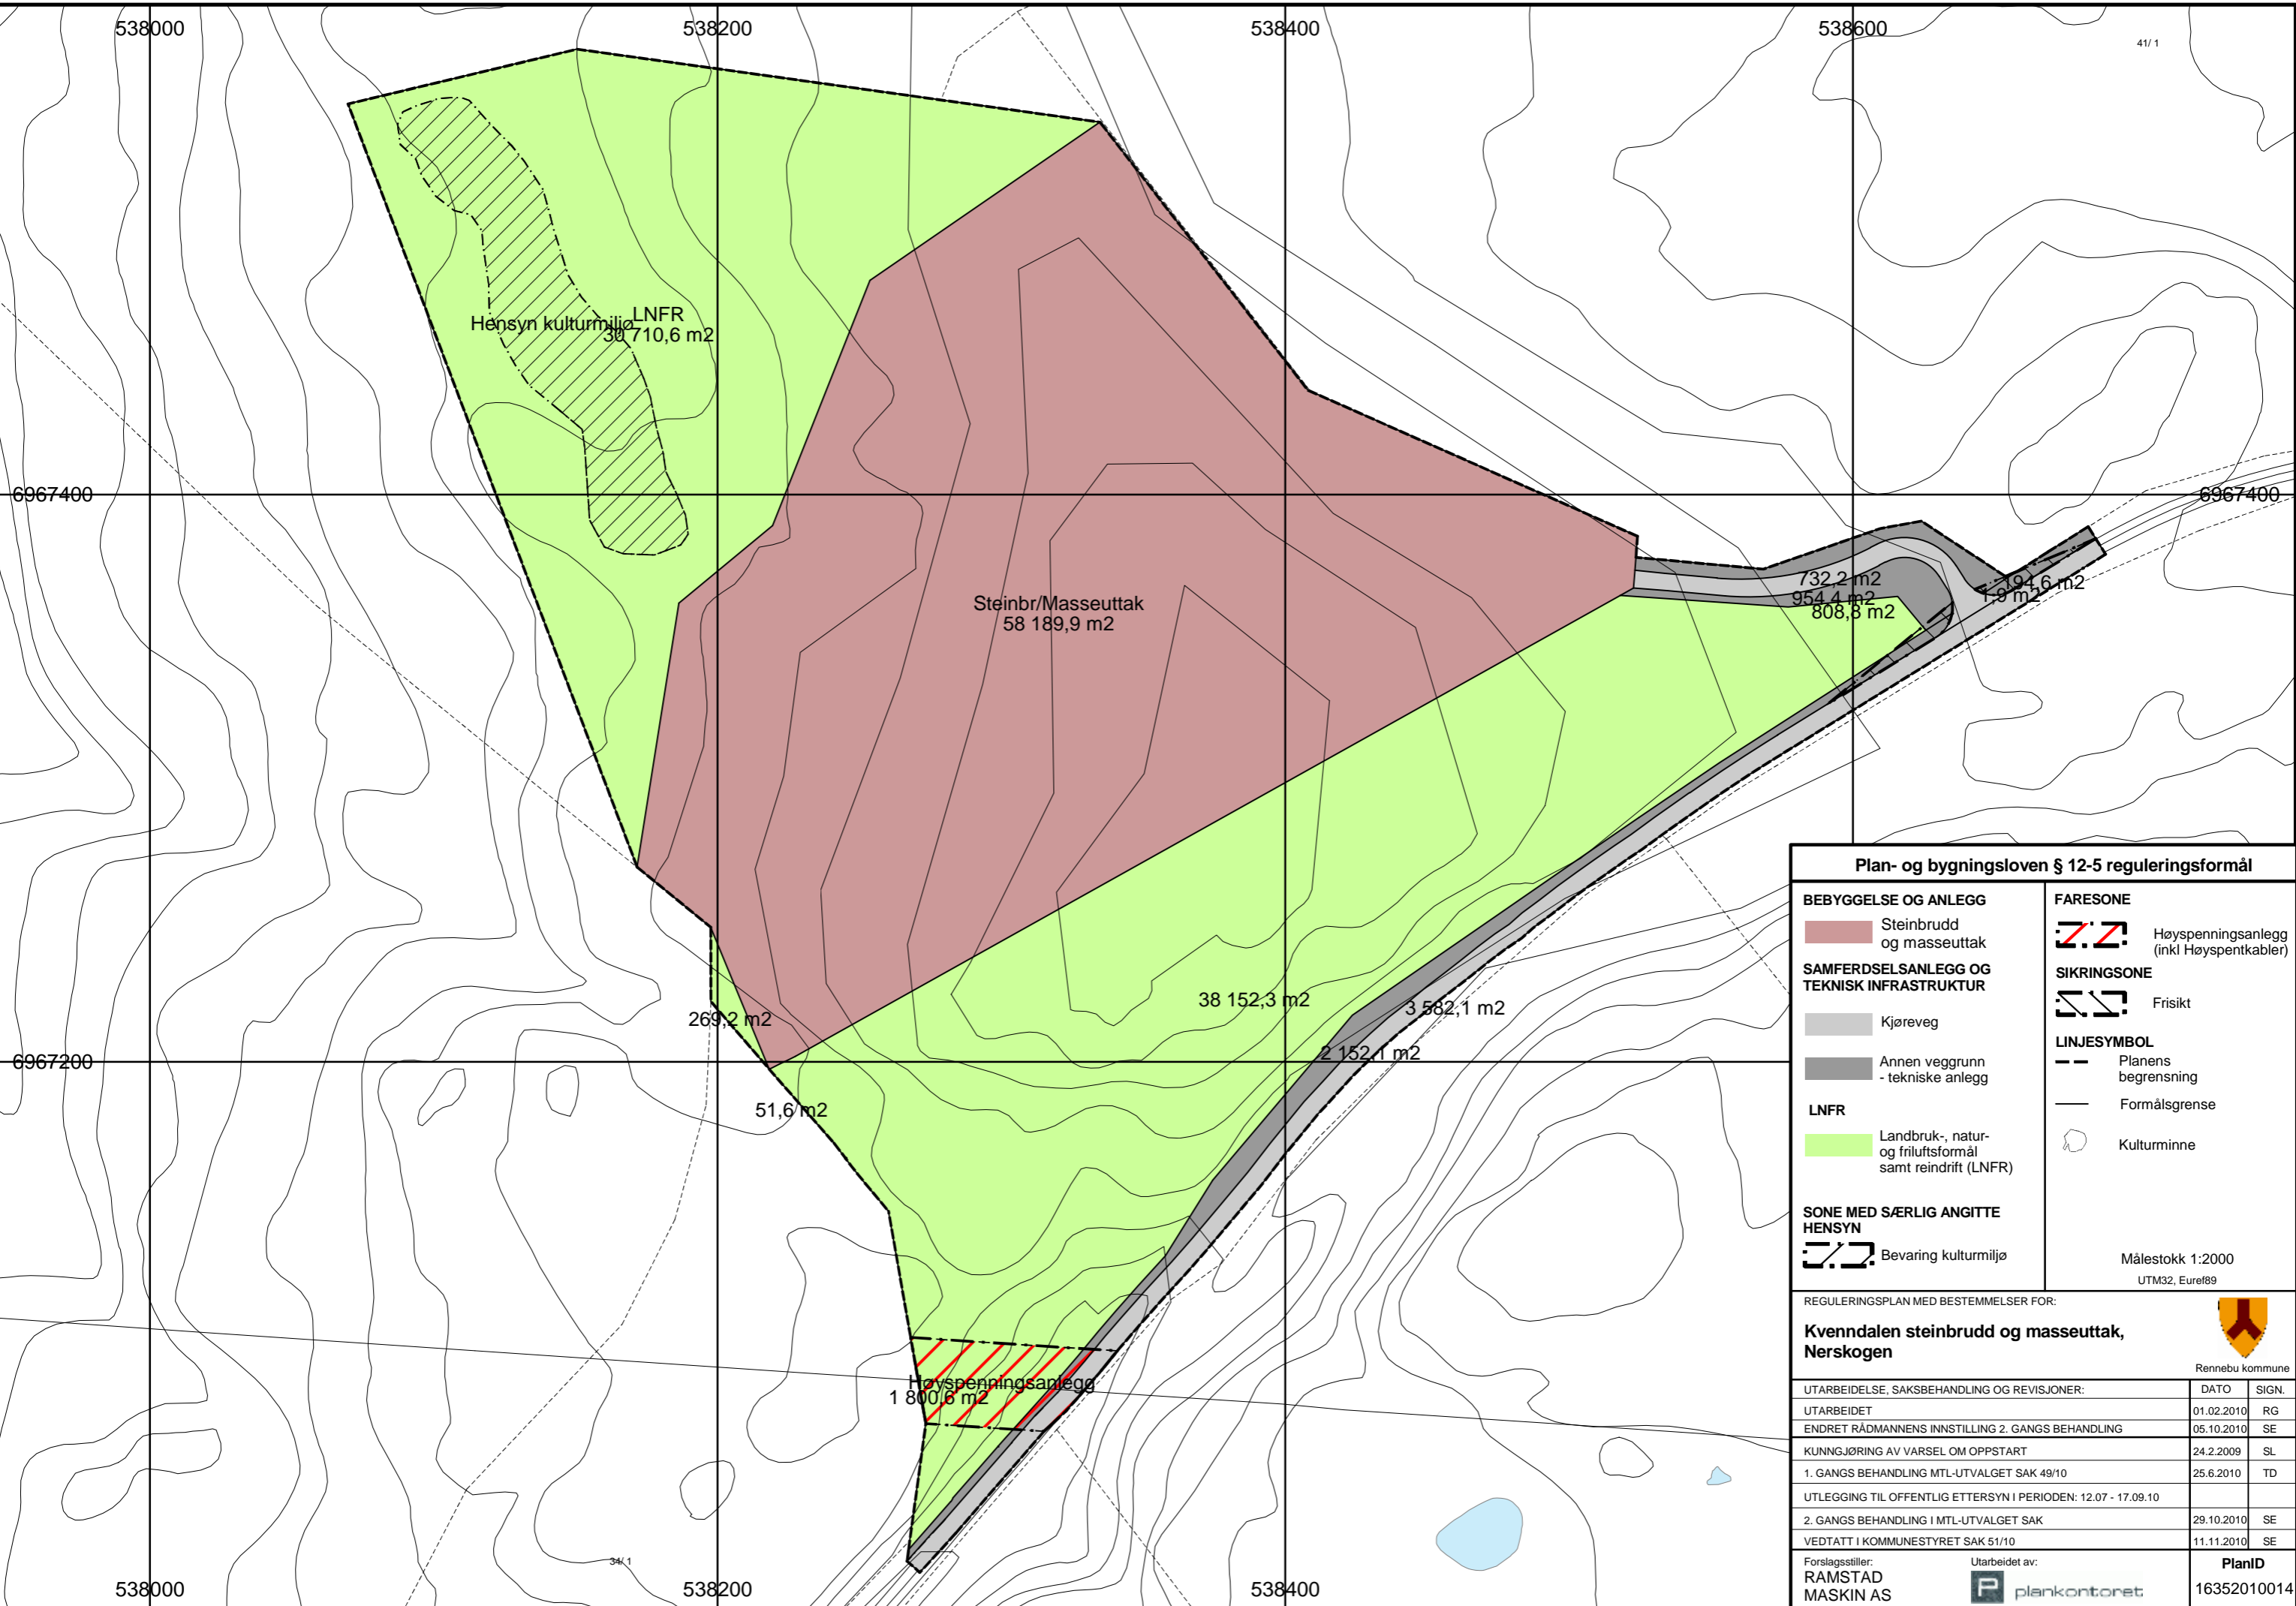 538000
538200
538400
538600
41/ 1
Hensyn kulturmiljø
LNFR
30 710,6 m2
6967400
6967400
Steinbr/Masseuttak
58 189,9 m2
732,2 m2
954,4 m2
808,8 m2
194,6 m2
1,9 m2
38 152,3 m2
3 582,1 m2
2 152,1 m2
269,2 m2
6967200
6967200
51,6 m2
Høyspenningsanlegg
1 800,6 m2
34/ 1
538000
538200
538400
Plan- og bygningsloven § 12-5 reguleringsformål
BEBYGGELSE OG ANLEGG
Steinbrudd
og masseuttak
SAMFERDSELSANLEGG OG
TEKNISK INFRASTRUKTUR
Kjøreveg
Annen veggrunn
- tekniske anlegg
LNFR
Landbruk-, natur-
og friluftsformål
samt reindrift (LNFR)
SONE MED SÆRLIG ANGITTE
HENSYN
Bevaring kulturmiljø
FARESONE
Høyspenningsanlegg
(inkl Høyspentkabler)
SIKRINGSONE
Frisikt
LINJESYMBOL
Planens
begrensning
Formålsgrense
Kulturminne
Målestokk 1:2000
UTM32, Euref89
REGULERINGSPLAN MED BESTEMMELSER FOR:
Kvenndalen steinbrudd og masseuttak,
Nerskogen
Rennebu kommune
UTARBEIDELSE, SAKSBEHANDLING OG REVISJONER: DATO SIGN.
UTARBEIDET 01.02.2010 RG
ENDRET RÅDMANNENS INNSTILLING 2. GANGS BEHANDLING 05.10.2010 SE
KUNNGJØRING AV VARSEL OM OPPSTART 24.2.2009 SL
1. GANGS BEHANDLING MTL-UTVALGET SAK 49/10 25.6.2010 TD
UTLEGGING TIL OFFENTLIG ETTERSYN I PERIODEN: 12.07 - 17.09.10
2. GANGS BEHANDLING I MTL-UTVALGET SAK 29.10.2010 SE
VEDTATT I KOMMUNESTYRET SAK 51/10 11.11.2010 SE
Forslagsstiller:
RAMSTAD
MASKIN AS
Utarbeidet av:
P plankontoret
PlanID
16352010014